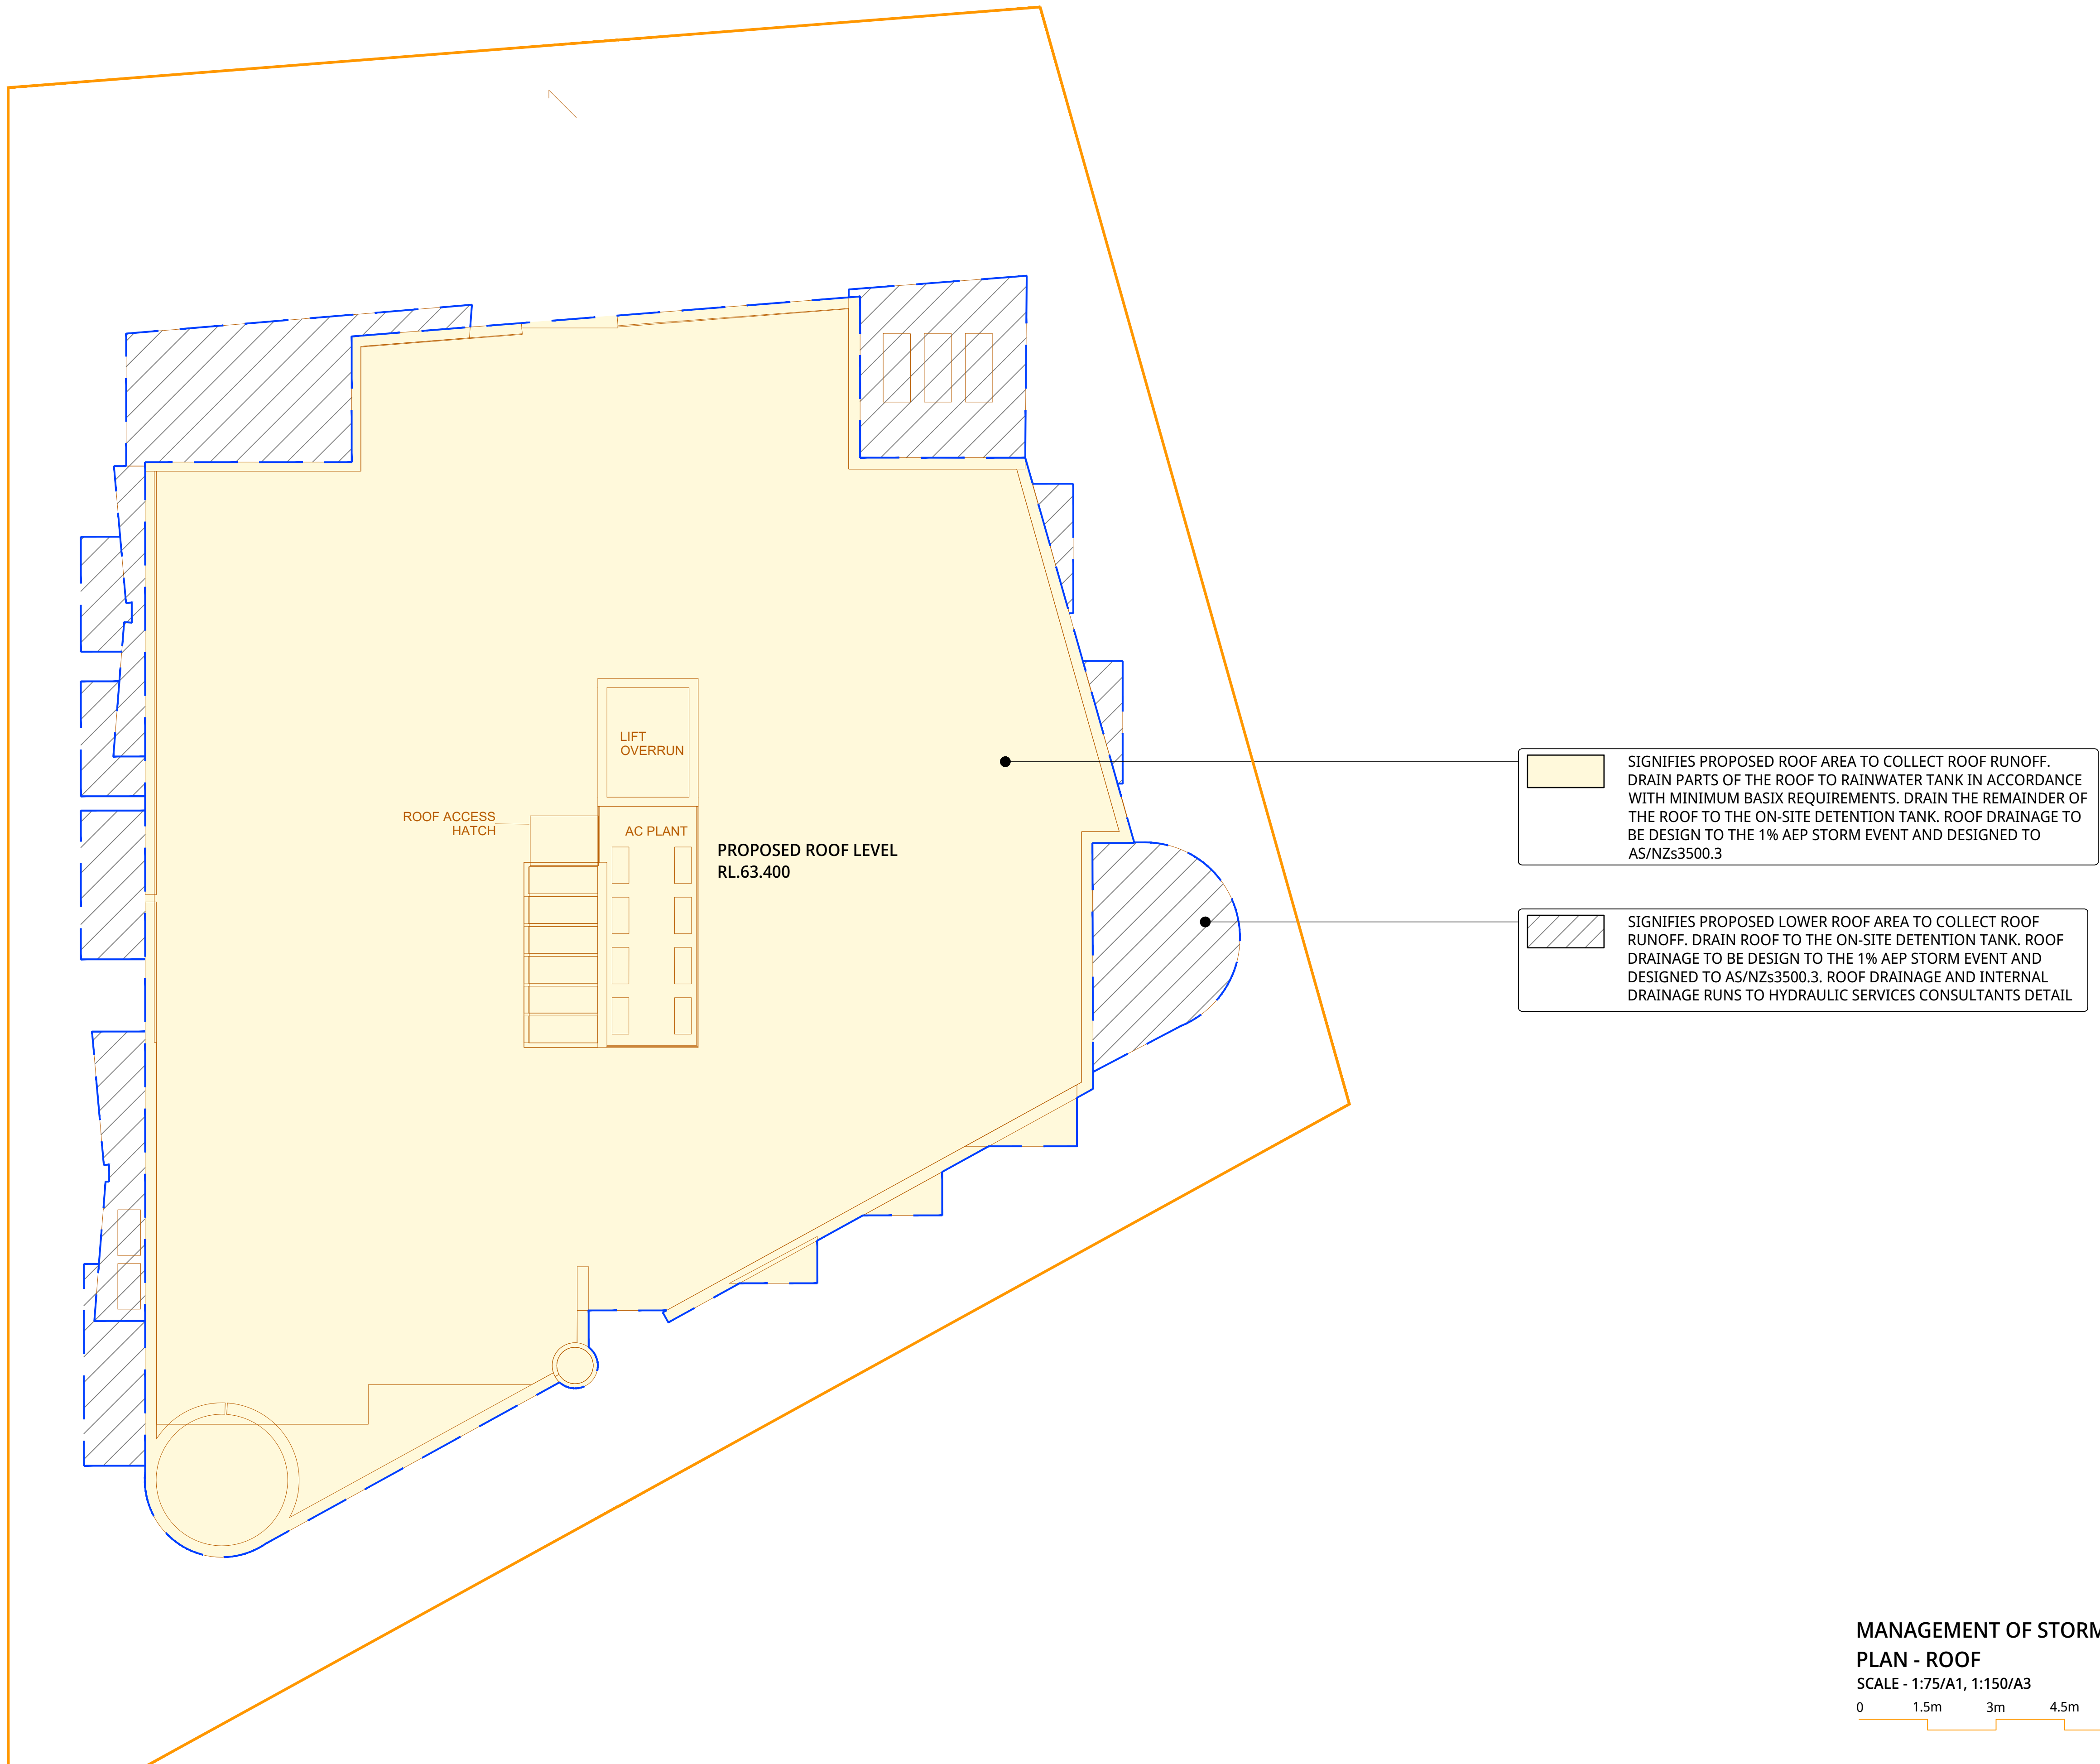 LIFT
OVERRUN
ROOF ACCESS
HATCH
AC PLANT
PROPOSED ROOF LEVEL
RL.63.400
SIGNIFIES PROPOSED ROOF AREA TO COLLECT ROOF RUNOFF.
DRAIN PARTS OF THE ROOF TO RAINWATER TANK IN ACCORDANCE
WITH MINIMUM BASIX REQUIREMENTS. DRAIN THE REMAINDER OF
THE ROOF TO THE ON-SITE DETENTION TANK. ROOF DRAINAGE TO
BE DESIGN TO THE 1% AEP STORM EVENT AND DESIGNED TO
AS/NZs3500.3
SIGNIFIES PROPOSED LOWER ROOF AREA TO COLLECT ROOF
RUNOFF. DRAIN ROOF TO THE ON-SITE DETENTION TANK. ROOF
DRAINAGE TO BE DESIGN TO THE 1% AEP STORM EVENT AND
DESIGNED TO AS/NZs3500.3. ROOF DRAINAGE AND INTERNAL
DRAINAGE RUNS TO HYDRAULIC SERVICES CONSULTANTS DETAIL
MANAGEMENT OF STORM
PLAN - ROOF
SCALE - 1:75/A1, 1:150/A3
0 1.5m 3m 4.5m